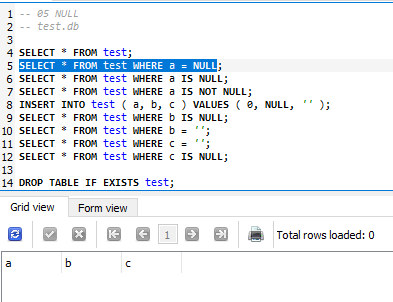 1 -- 05 NULL
2 -- test.db
3
4 SELECT * FROM test;
5 SELECT * FROM test WHERE a = NULL;
6 SELECT * FROM test WHERE a IS NULL;
7 SELECT * FROM test WHERE a IS NOT NULL;
8 INSERT INTO test ( a, b, c ) VALUES ( 0, NULL, '' );
9 SELECT * FROM test WHERE b IS NULL;
10 SELECT * FROM test WHERE b = '';
11 SELECT * FROM test WHERE c = '';
12 SELECT * FROM test WHERE c IS NULL;
13
14 DROP TABLE IF EXISTS test;
Grid view Form view
1 Total rows loaded: 0
a b c